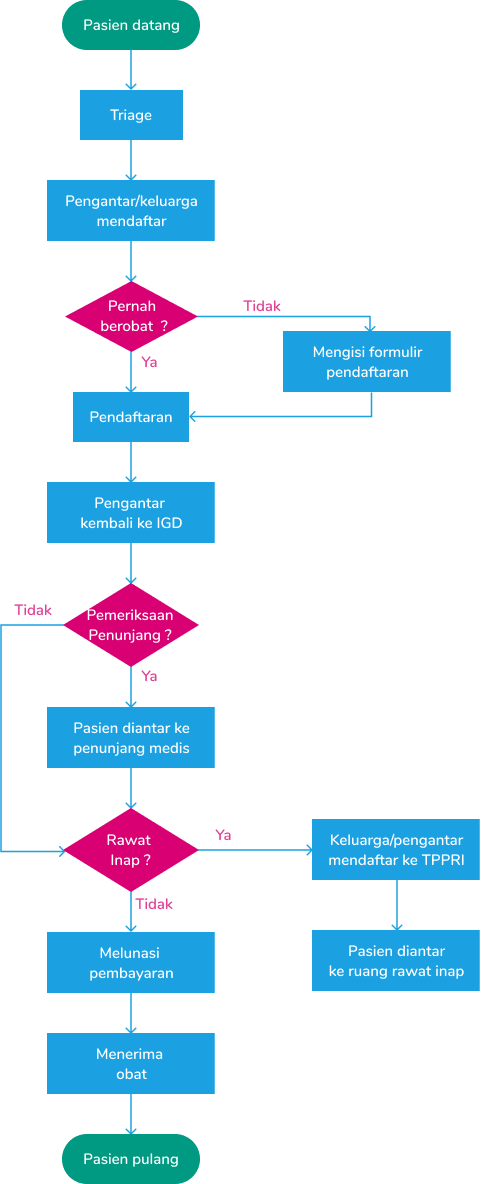 Pasien datang
Triage
Pengantar/keluarga
mendaftar
Pernah
berobat ?
Tidak
Mengisi formulir
pendaftaran
Ya
Pendaftaran
Pengantar
kembali ke IGD
Tidak
Pemeriksaan
Penunjang ?
Ya
Pasien diantar ke
penunjang medis
Rawat
Inap ?
Ya
Keluarga/pengantar
mendaftar ke TPPRI
Tidak
Pasien diantar
ke ruang rawat inap
Melunasi
pembayaran
Menerima
obat
Pasien pulang